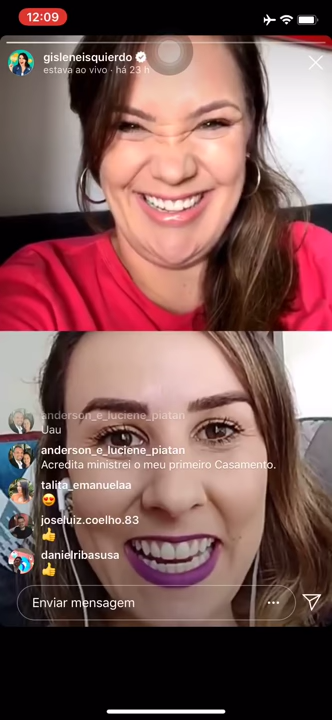 12:09
gisleneisquierdo
estava ao vivo · há 23 h
anderson_e_luciene_piatan
Uau
anderson_e_luciene_piatan
Acredita ministrei o meu primeiro Casamento.
talita_emanuelaa
😍
joseluiz.coelho.83
👍
danielribasusa
👍
Enviar mensagem